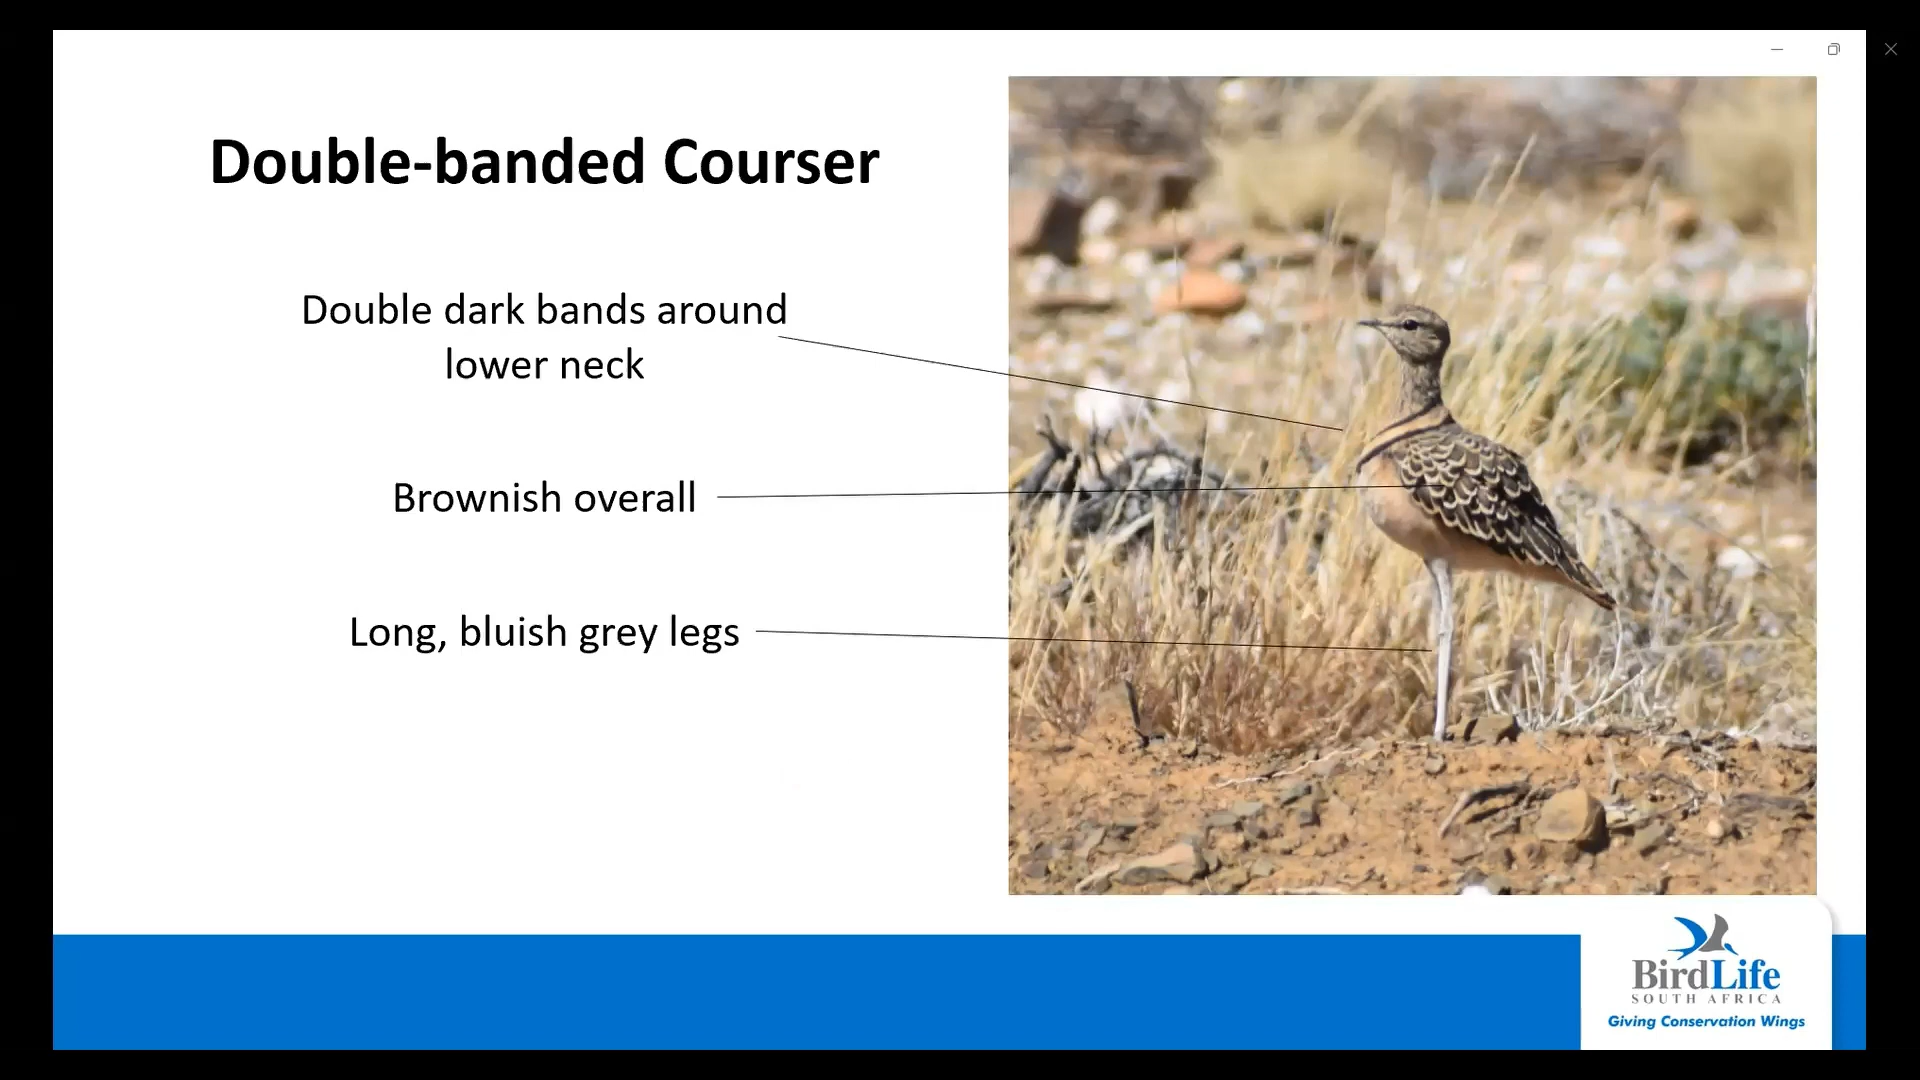 Double-banded Courser
Double dark bands around
lower neck
Brownish overall
Long, bluish grey legs
BirdLife
SOUTH AFRICA
Giving Conservation Wings